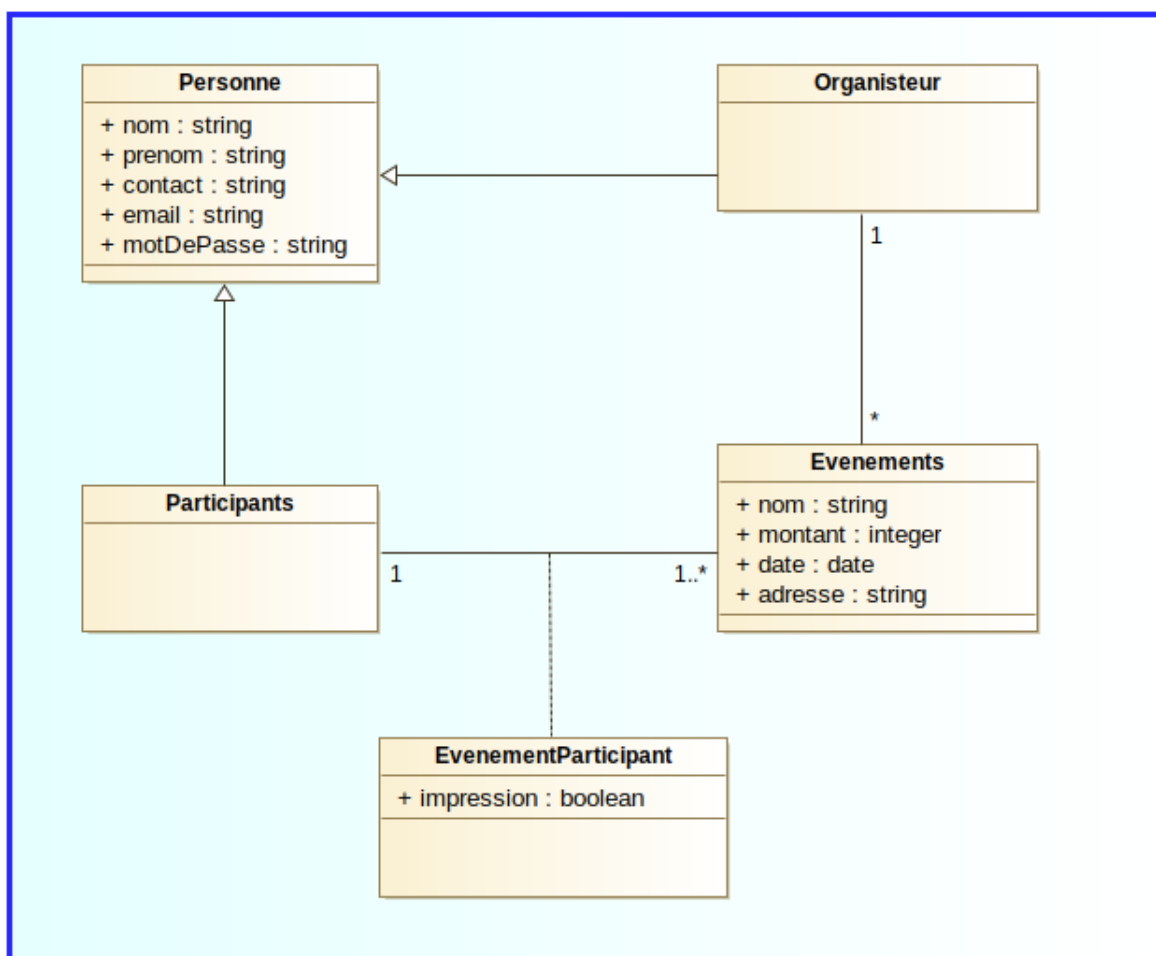 Personne
+ nom : string
+ prenom : string
+ contact : string
+ email : string
+ motDePasse : string
Organisteur
1
*
Evenements
+ nom : string
+ montant : integer
+ date : date
+ adresse : string
Participants
1
1..*
EvenementParticipant
+ impression : boolean